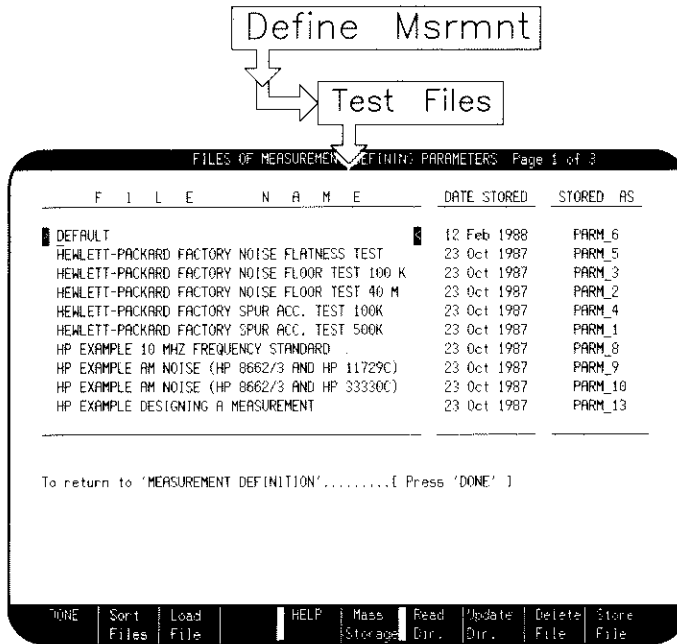 Define Msrmnt
Test Files
FILES OF MEASUREMEN EFINING PARAMETERS Page 1 of 3
F I L E N A M E DATE STORED STORED AS
DEFAULT 12 Feb 1988 PARM_6
HEWLETT-PACKARD FACTORY NOISE FLATNESS TEST 23 Oct 1987 PARM_5
HEWLETT-PACKARD FACTORY NOISE FLOOR TEST 100 K 23 Oct 1987 PARM_3
HEWLETT-PACKARD FACTORY NOISE FLOOR TEST 40 M 23 Oct 1987 PARM_2
HEWLETT-PACKARD FACTORY SPUR ACC. TEST 100K 23 Oct 1987 PARM_4
HEWLETT-PACKARD FACTORY SPUR ACC. TEST 500K 23 Oct 1987 PARM_1
HP EXAMPLE 10 MHZ FREQUENCY STANDARD 23 Oct 1987 PARM_8
HP EXAMPLE AM NOISE (HP 8662/3 AND HP 11729C) 23 Oct 1987 PARM_9
HP EXAMPLE AM NOISE (HP 8662/3 AND HP 33330C) 23 Oct 1987 PARM_10
HP EXAMPLE DESIGNING A MEASUREMENT 23 Oct 1987 PARM_13
To return to 'MEASUREMENT DEFINITION'.........[ Press 'DONE' ]
DONE Sort Load HELP Mass Read Update Delete Store
Files File Storage Dir. Dir. File File